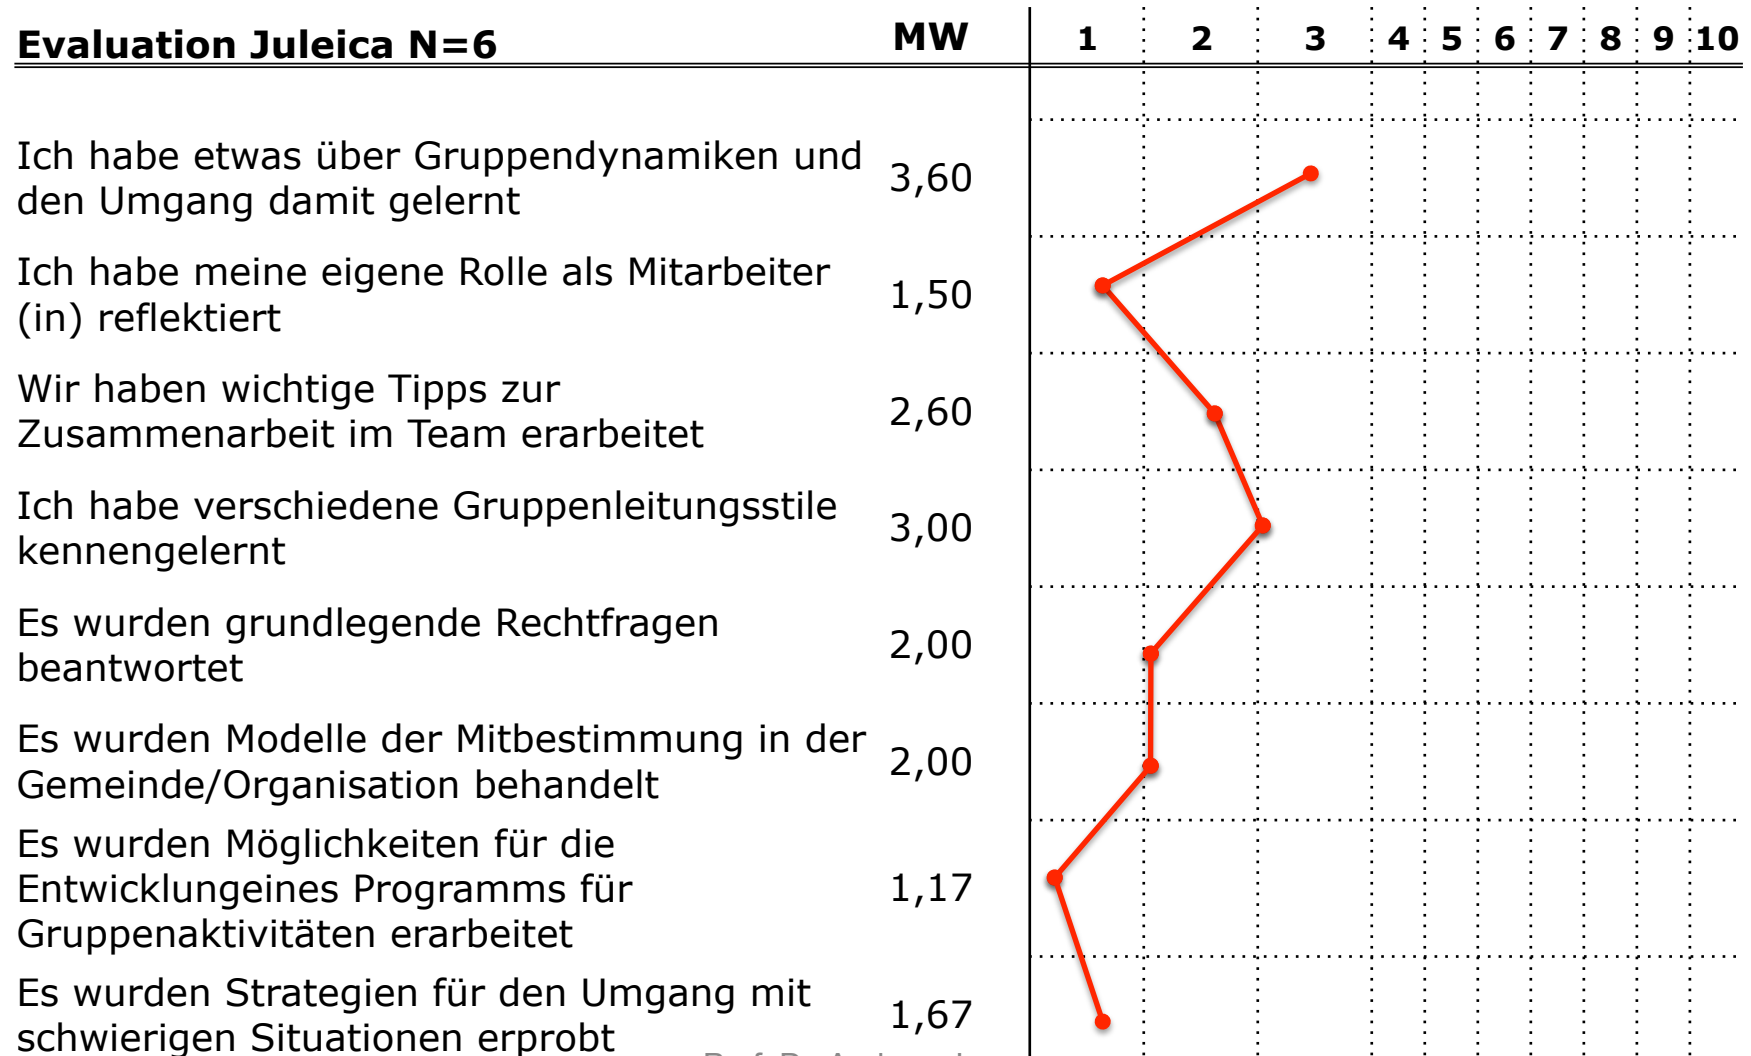 Evaluation Juleica N=6 MW 1 2 3 4 5 6 7 8 9 10
Ich habe etwas über Gruppendynamiken und
den Umgang damit gelernt
3,60
Ich habe meine eigene Rolle als Mitarbeiter
(in) reflektiert
1,50
Wir haben wichtige Tipps zur
Zusammenarbeit im Team erarbeitet
2,60
Ich habe verschiedene Gruppenleitungsstile
kennengelernt
3,00
Es wurden grundlegende Rechtfragen
beantwortet
2,00
Es wurden Modelle der Mitbestimmung in der
Gemeinde/Organisation behandelt
2,00
Es wurden Möglichkeiten für die
Entwicklungeines Programms für
Gruppenaktivitäten erarbeitet
1,17
Es wurden Strategien für den Umgang mit
schwierigen Situationen erprobt
1,67